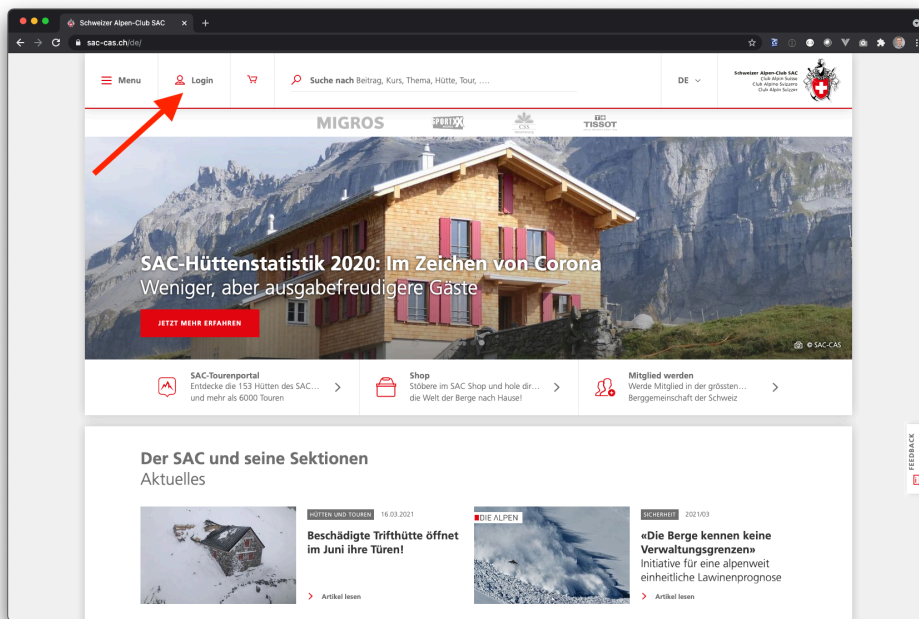 Schweizer Alpen-Club SAC
sac-cas.ch/de/
Menu
Login
Suche nach Beitrag, Kurs, Thema, Hütte, Tour, ....
DE
Schweizer Alpen-Club SAC
Club Alpin Suisse
Club Alpino Svizzero
Club Alpin Svizzer
MIGROS
SPORTXX
CSS
TISSOT
SAC-Hüttenstatistik 2020: Im Zeichen von Corona
Weniger, aber ausgabefreudigere Gäste
JETZT MEHR ERFAHREN
© SAC-CAS
SAC-Tourenportal
Entdecke die 153 Hütten des SAC...
und mehr als 6000 Touren
Shop
Stöbere im SAC Shop und hole dir...
die Welt der Berge nach Hause!
Mitglied werden
Werde Mitglied in der grössten...
Berggemeinschaft der Schweiz
FEEDBACK
Der SAC und seine Sektionen
Aktuelles
HÜTTEN UND TOUREN 16.03.2021
Beschädigte Trifthütte öffnet
im Juni ihre Türen!
Artikel lesen
DIE ALPEN
SICHERHEIT 2021/03
«Die Berge kennen keine
Verwaltungsgrenzen»
Initiative für eine alpenweit
einheitliche Lawinenprognose
Artikel lesen